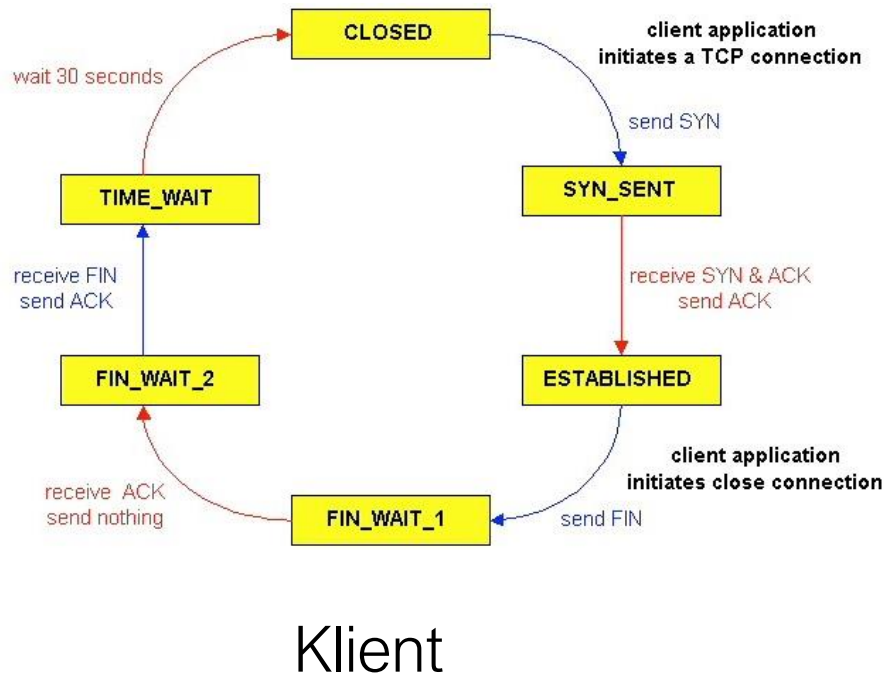 CLOSED
client application
initiates a TCP connection
wait 30 seconds
send SYN
TIME_WAIT
SYN_SENT
receive FIN
send ACK
receive SYN & ACK
send ACK
FIN_WAIT_2
ESTABLISHED
client application
initiates close connection
receive ACK
send nothing
FIN_WAIT_1
send FIN
Klient